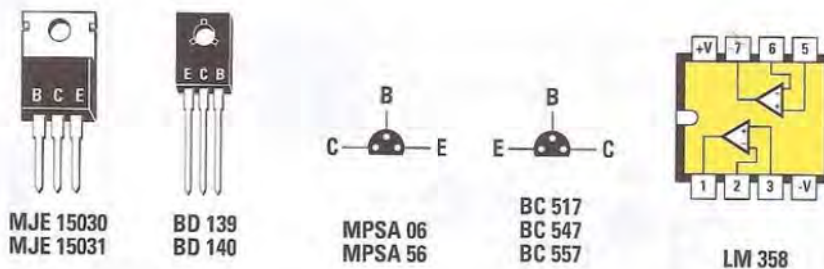 B C E
MJE 15030
MJE 15031
E C B
BD 139
BD 140
B
C E
MPSA 06
MPSA 56
B
E C
BC 517
BC 547
BC 557
+V 7 6 5
1 2 3 -V
LM 358